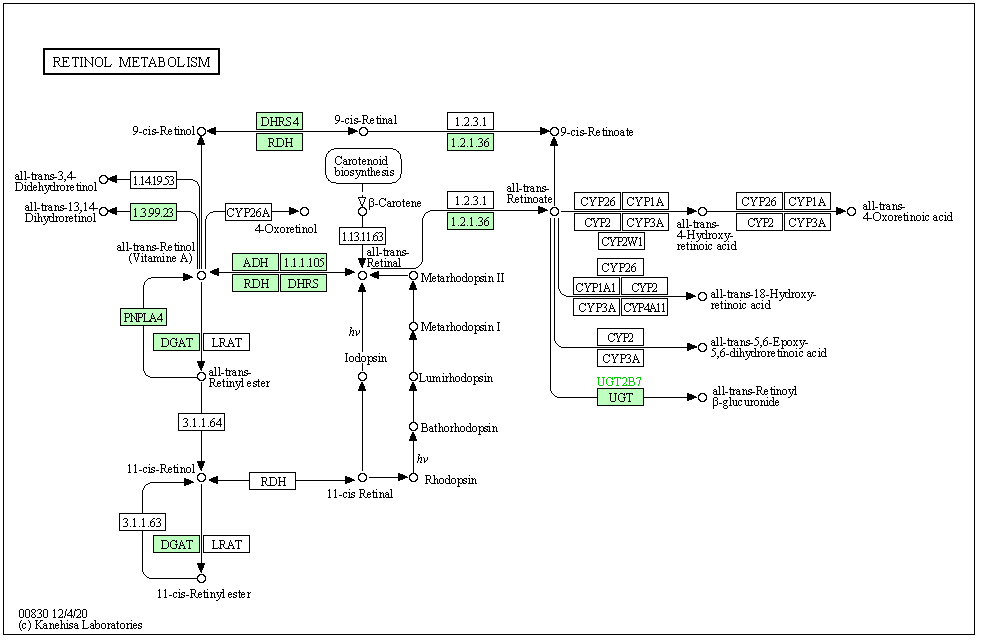 RETINOL METABOLISM
9-cis-Retinol
DHRS4
RDH
9-cis-Retinal
1.2.3.1
1.2.1.36
9-cis-Retinoate
Carotenoid
biosynthesis
all-trans-3,4-
Didehydroretinol
1.14.19.53
all-trans-13,14-
Dihydroretinol
1.3.99.23
CYP26A
4-Oxoretinol
β-Carotene
1.13.11.63
all-trans-
Retinal
1.2.3.1
1.2.1.36
all-trans-
Retinoate
CYP26
CYP1A
CYP2
CYP3A
CYP2W1
all-trans-
4-Hydroxy-
retinoic acid
CYP26
CYP1A
CYP2
CYP3A
all-trans-
4-Oxoretinoic acid
all-trans-Retinol
(Vitamine A)
ADH
1.1.1.105
RDH
DHRS
Metarhodopsin II
CYP26
CYP1A1
CYP2
CYP3A
CYP4A11
all-trans-18-Hydroxy-
retinoic acid
PNPLA4
DGAT
LRAT
hν
Metarhodopsin I
CYP2
CYP3A
all-trans-5,6-Epoxy-
5,6-dihydroretinoic acid
Iodopsin
all-trans-
Retinyl ester
Lumirhodopsin
UGT2B7
UGT
all-trans-Retinoyl
β-glucuronide
3.1.1.64
Bathorhodopsin
hν
11-cis-Retinol
RDH
11-cis Retinal
Rhodopsin
3.1.1.63
DGAT
LRAT
11-cis-Retinyl ester
00830 12/4/20
(c) Kanehisa Laboratories